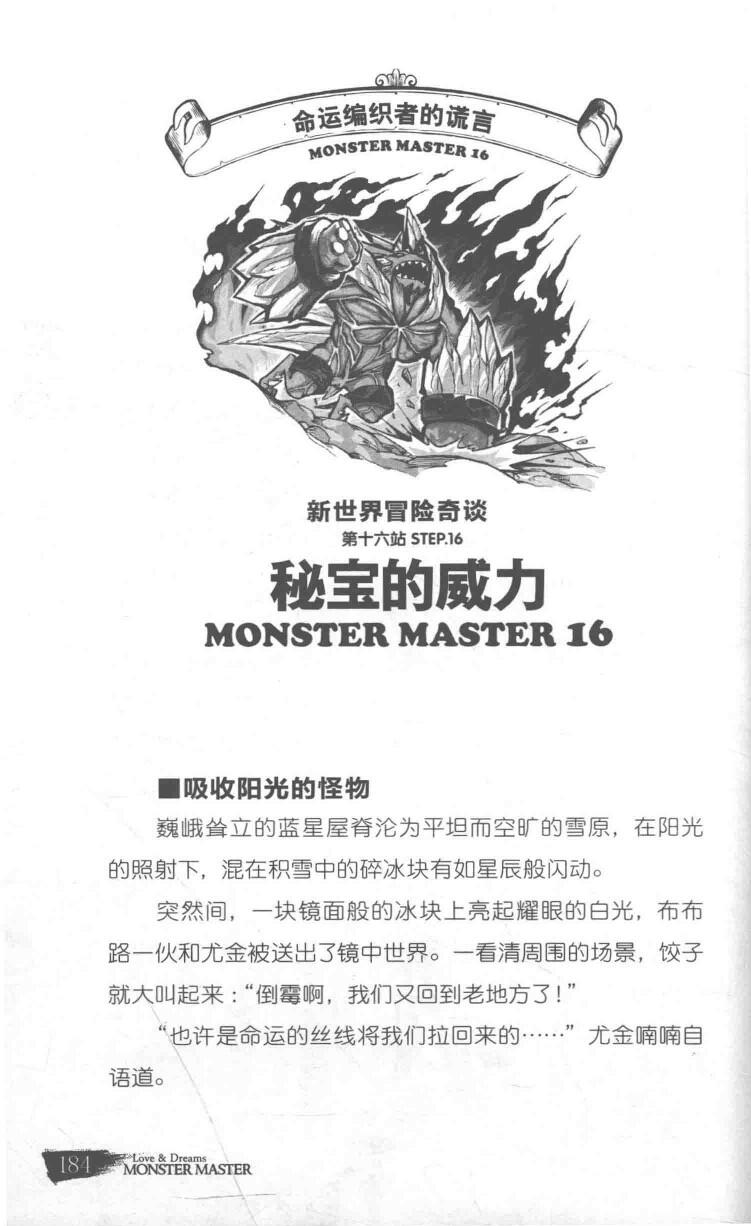 命运编织者的谎言
MONSTER MASTER 16
新世界冒险奇谈
第十六站 STEP.16
秘宝的威力
MONSTER MASTER 16
■吸收阳光的怪物
巍峨耸立的蓝星屋脊沦为平坦而空旷的雪原，在阳光
的照射下，混在积雪中的碎冰块有如星辰般闪动。
突然间，一块镜面般的冰块上亮起耀眼的白光，布布
路一伙和尤金被送出了镜中世界。一看清周围的场景，饺子
就大叫起来：“倒霉啊，我们又回到老地方了！”
“也许是命运的丝线将我们拉回来的……”尤金喃喃自
语道。
184
Love & Dreams
MONSTER MASTER